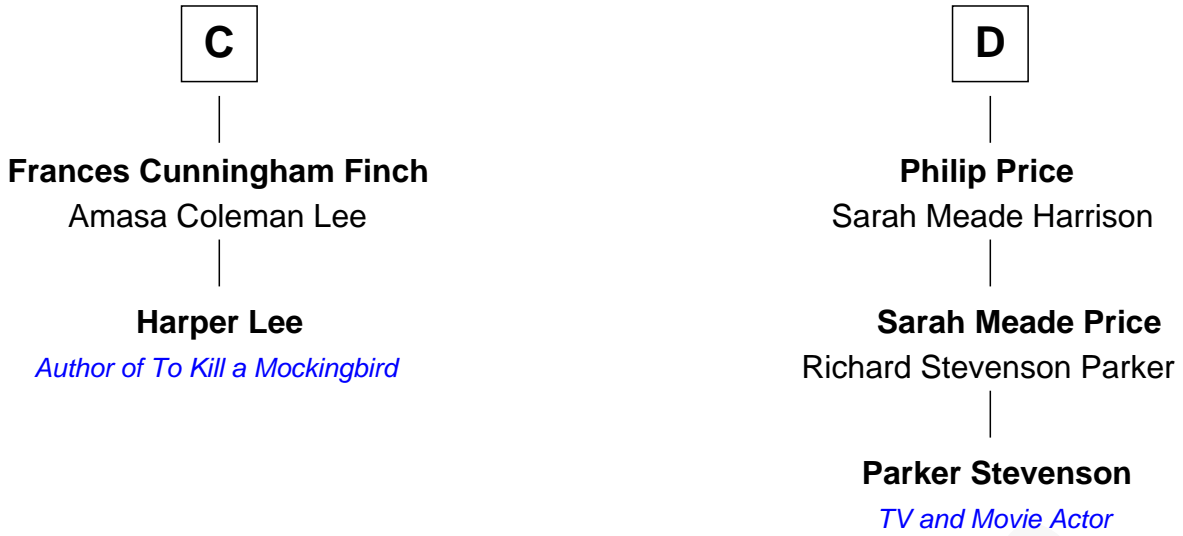 C
Frances Cunningham Finch
Amasa Coleman Lee
Harper Lee
Author of To Kill a Mockingbird
D
Philip Price
Sarah Meade Harrison
Sarah Meade Price
Richard Stevenson Parker
Parker Stevenson
TV and Movie Actor